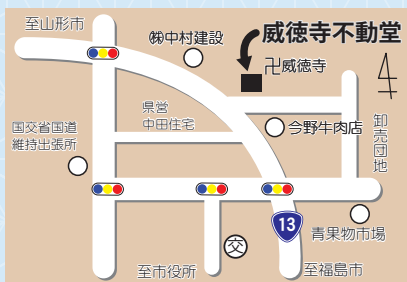 至山形市
㈱中村建設
威徳寺不動堂
卍威徳寺
県営
中田住宅
今野牛肉店
卸売団地
国交省国道
維持出張所
13
青果物市場
交
至市役所
至福島市